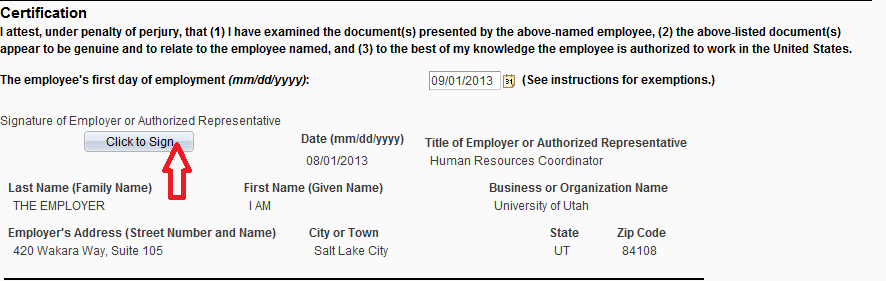 Certification
I attest, under penalty of perjury, that (1) I have examined the document(s) presented by the above-named employee, (2) the above-listed document(s)
appear to be genuine and to relate to the employee named, and (3) to the best of my knowledge the employee is authorized to work in the United States.
The employee's first day of employment (mm/dd/yyyy): 09/01/2013 31 (See instructions for exemptions.)
Signature of Employer or Authorized Representative
Click to Sign Date (mm/dd/yyyy) Title of Employer or Authorized Representative
08/01/2013 Human Resources Coordinator
Last Name (Family Name) First Name (Given Name) Business or Organization Name
THE EMPLOYER I AM University of Utah
Employer's Address (Street Number and Name) City or Town State Zip Code
420 Wakara Way, Suite 105 Salt Lake City UT 84108